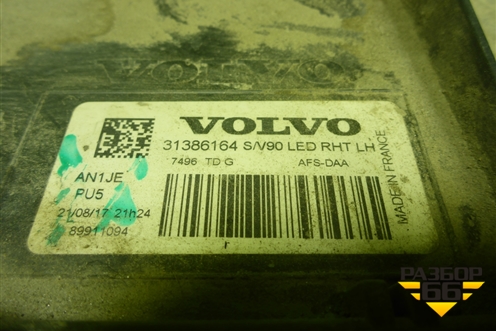 VOLVO
VOLVO
31386164 S/V90 LED RHT LH
7496 TD G AFS-DAA
AN1JE
PU5
21/08/17 21h24
89911094
MADE IN FRANCE
РАЗБОР
66